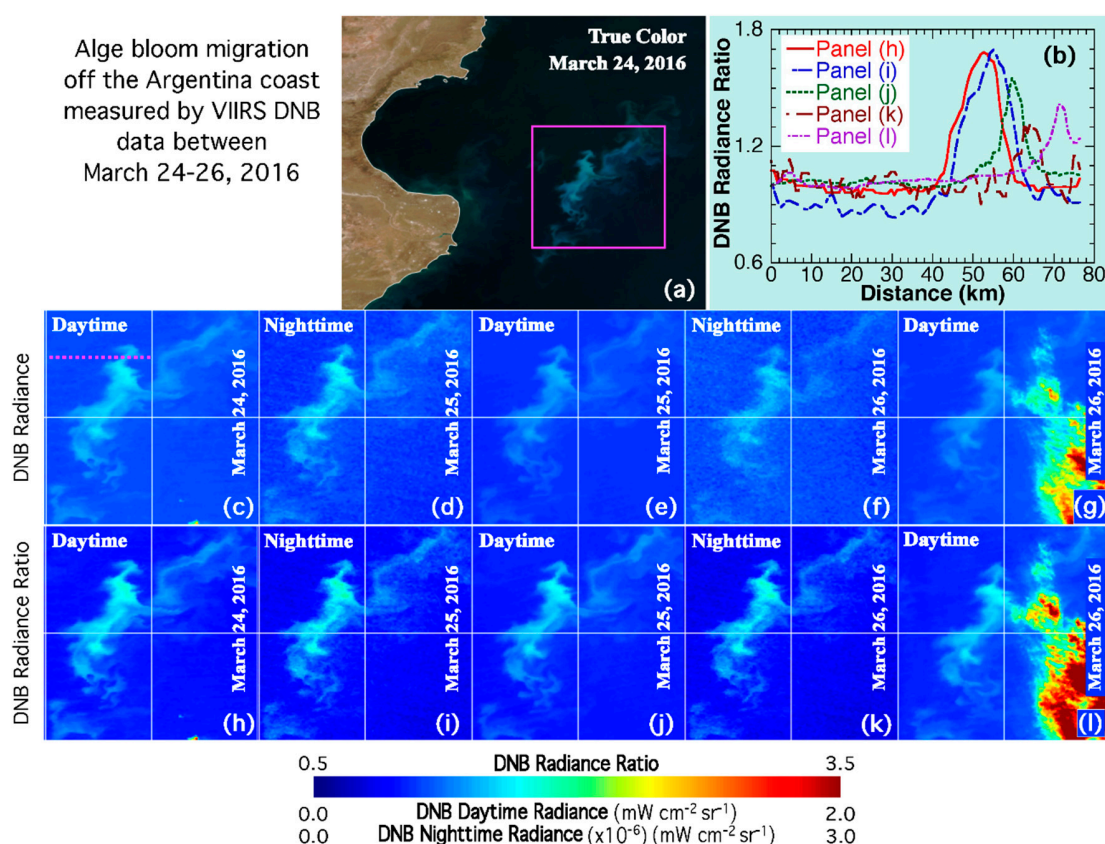 Alge bloom migration
off the Argentina coast
measured by VIIRS DNB
data between
March 24-26, 2016
True Color
March 24, 2016
(a)
(b)
DNB Radiance Ratio
1.8
1.4
1.0
0.6
Panel (h)
Panel (i)
Panel (j)
Panel (k)
Panel (l)
0 10 20 30 40 50 60 70 80
Distance (km)
DNB Radiance
Daytime
March 24, 2016
(c)
Nighttime
March 25, 2016
(d)
Daytime
March 25, 2016
(e)
Nighttime
March 26, 2016
(f)
Daytime
March 26, 2016
(g)
DNB Radiance Ratio
Daytime
March 24, 2016
(h)
Nighttime
March 25, 2016
(i)
Daytime
March 25, 2016
(j)
Nighttime
March 26, 2016
(k)
Daytime
March 26, 2016
(l)
0.5 DNB Radiance Ratio 3.5
0.0 DNB Daytime Radiance (mW cm⁻² sr⁻¹) 2.0
0.0 DNB Nighttime Radiance (x10⁻⁶) (mW cm⁻² sr⁻¹) 3.0